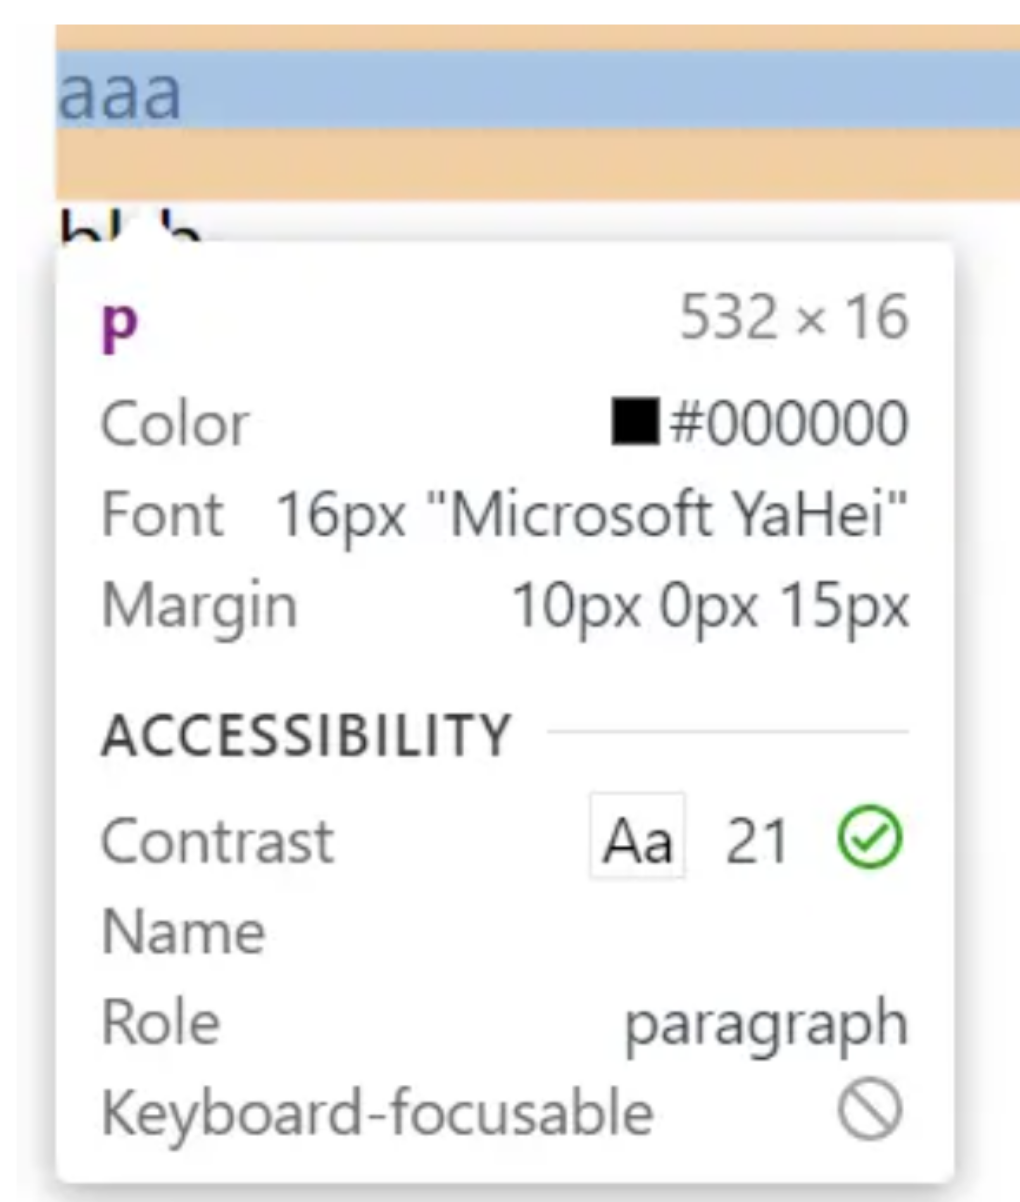 aaa
p 532 × 16
Color #000000
Font 16px "Microsoft YaHei"
Margin 10px 0px 15px
ACCESSIBILITY
Contrast Aa 21
Name
Role paragraph
Keyboard-focusable